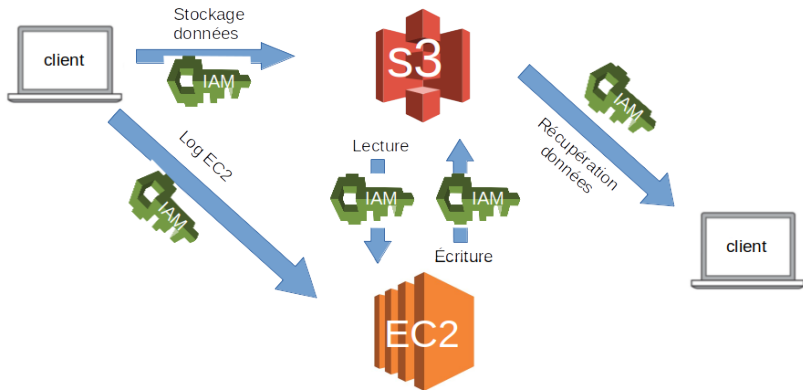 Stockage
données
client
IAM
S3
IAM
Log EC2
IAM
Lecture
Récupération
données
IAM
IAM
client
Écriture
EC2